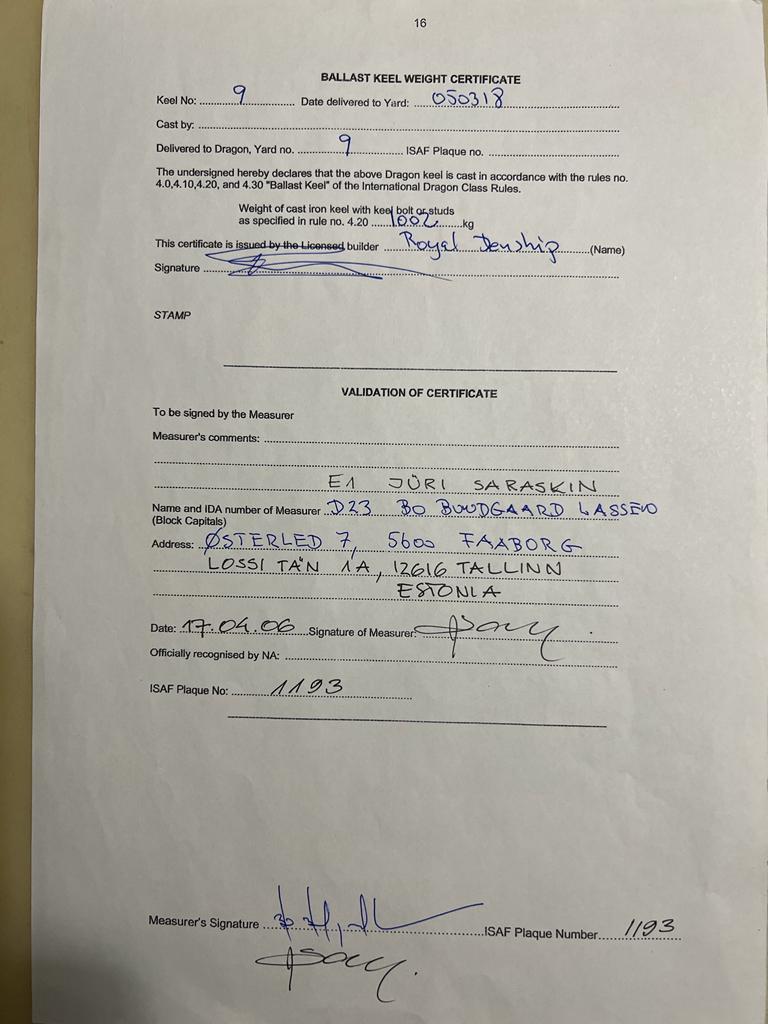 16
BALLAST KEEL WEIGHT CERTIFICATE
Keel No: 9 Date delivered to Yard: 050318
Cast by:
Delivered to Dragon, Yard no. 9 ISAF Plaque no.
The undersigned hereby declares that the above Dragon keel is cast in accordance with the rules no.
4.0,4.10,4.20, and 4.30 "Ballast Keel" of the International Dragon Class Rules.
Weight of cast iron keel with keel bolt or studs
as specified in rule no. 4.20 1002 kg
This certificate is issued by the Licensed builder Royal Denship (Name)
Signature
STAMP
VALIDATION OF CERTIFICATE
To be signed by the Measurer
Measurer's comments:
E1 JÜRI SARASKIN
Name and IDA number of Measurer D23 BO LASSEN
(Block Capitals)
Address: ØSTERLED 7, 5600 FAABORG
LOSSI TÄN 1A, 12616 TALLINN
ESTONIA
Date: 17.04.06 Signature of Measurer:
Officially recognised by NA:
ISAF Plaque No: 1193
Measurer's Signature ISAF Plaque Number 1193